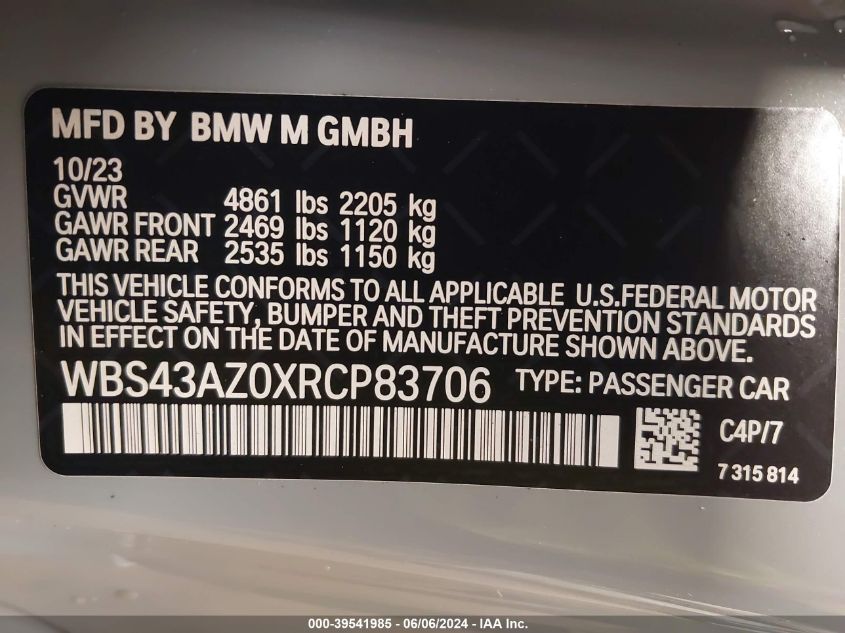 MFD BY BMW M GMBH
10/23
GVWR 4861 lbs 2205 kg
GAWR FRONT 2469 lbs 1120 kg
GAWR REAR 2535 lbs 1150 kg
THIS VEHICLE CONFORMS TO ALL APPLICABLE U.S.FEDERAL MOTOR
VEHICLE SAFETY, BUMPER AND THEFT PREVENTION STANDARDS
IN EFFECT ON THE DATE OF MANUFACTURE SHOWN ABOVE.
WBS43AZ0XRCP83706 TYPE: PASSENGER CAR
C4P/7
7 315 814
000-39541985 / 06/06/2024 - IAA Inc.